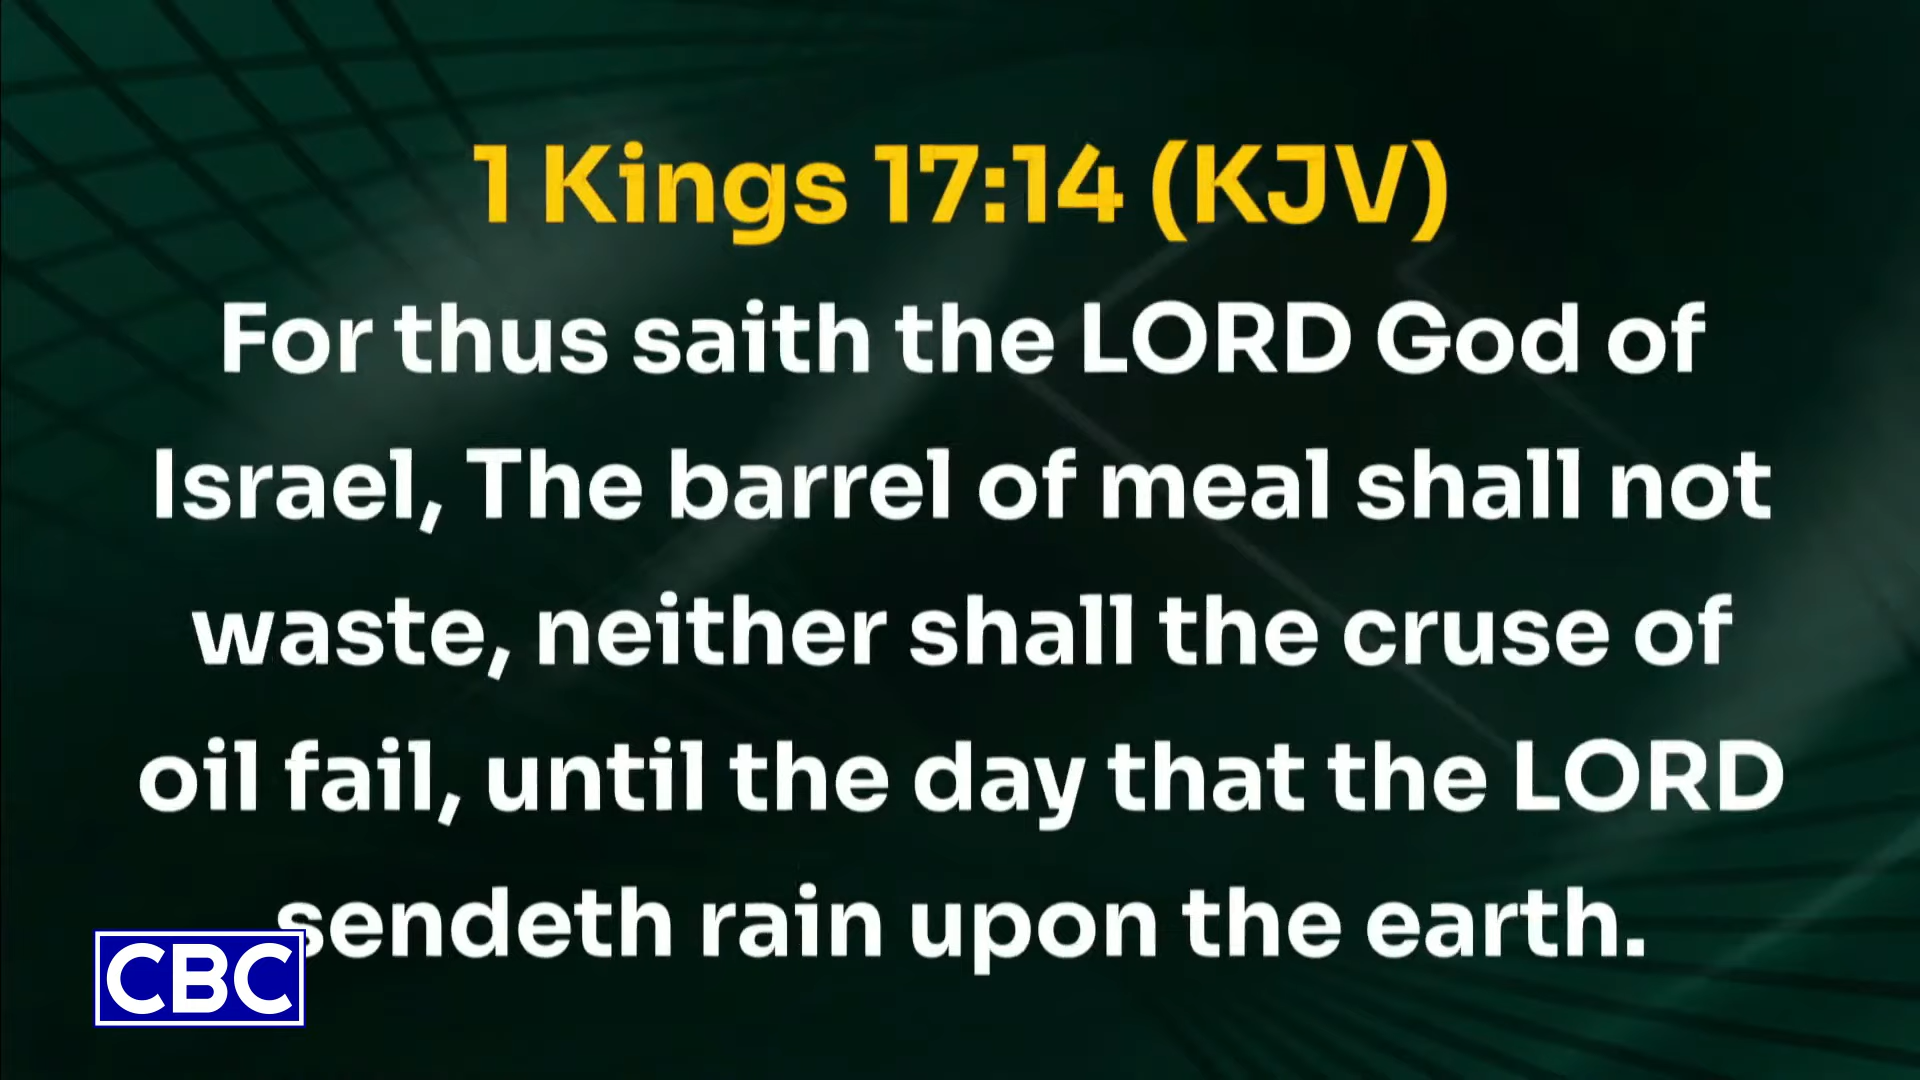 1 Kings 17:14 (KJV)
For thus saith the LORD God of
Israel, The barrel of meal shall not
waste, neither shall the cruse of
oil fail, until the day that the LORD
sendeth rain upon the earth.
CBC